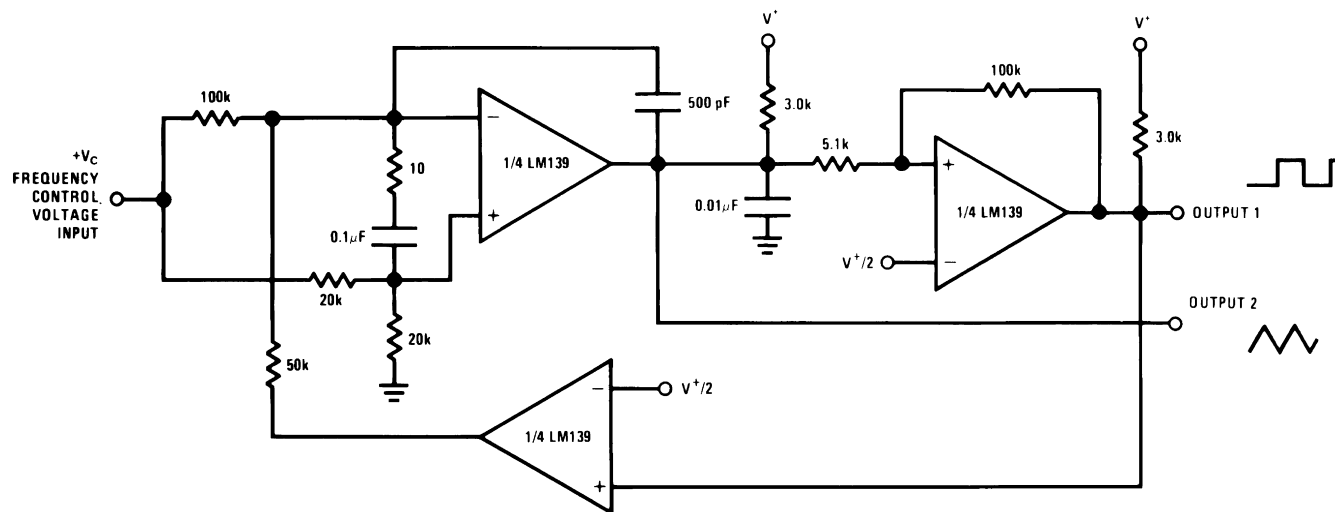 V+
V+
100k
100k
500 pF
3.0k
3.0k
5.1k
+VC
FREQUENCY
CONTROL
VOLTAGE
INPUT
−
10
1/4 LM139
+
+
1/4 LM139
−
0.1μF
0.01μF
OUTPUT 1
V+/2
20k
OUTPUT 2
20k
50k
−
V+/2
1/4 LM139
+